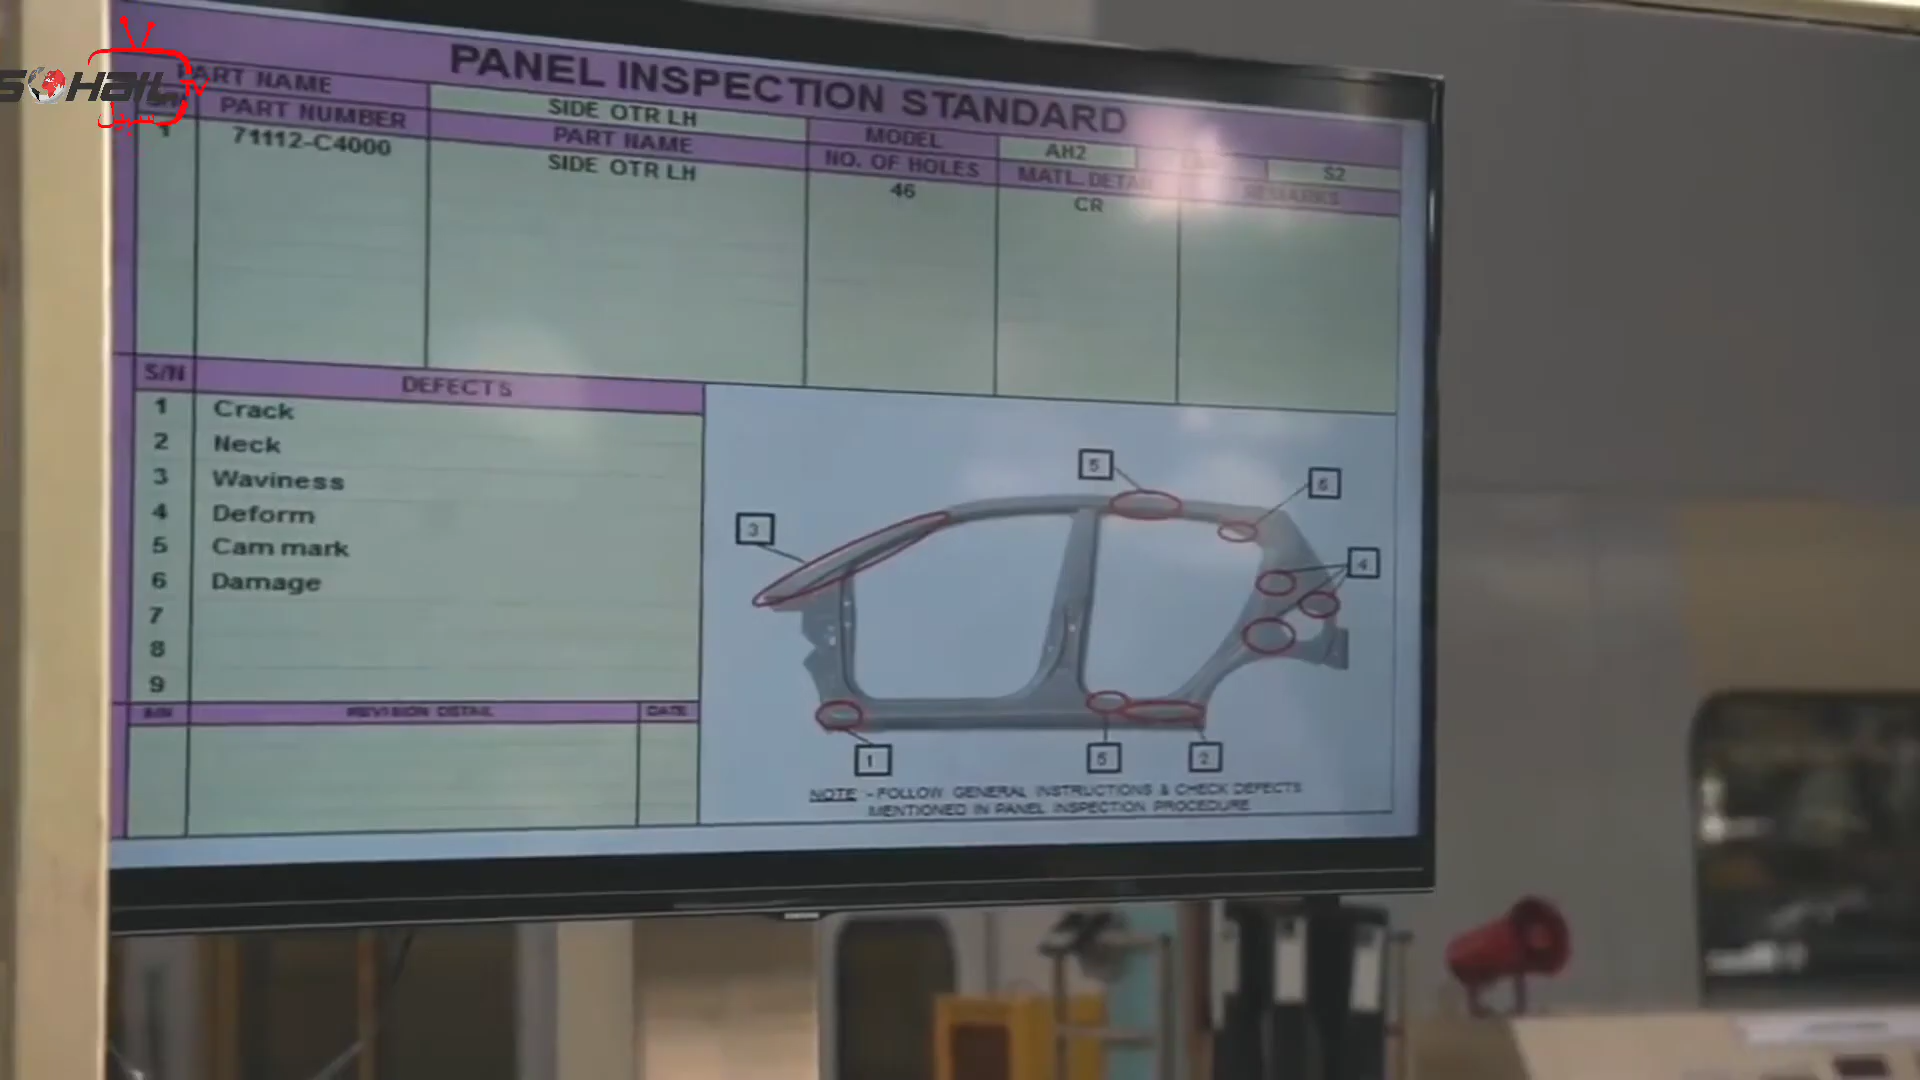 SOHAIL
TV
PANEL INSPECTION STANDARD
PART NAME
SIDE OTR LH
MODEL
AH2
S2
PART NUMBER
PART NAME
NO. OF HOLES
MATL. DETAIL
REMARKS
1
71112-C4000
SIDE OTR LH
46
CR
S/N
DEFECTS
1 Crack
2 Neck
3 Waviness
4 Deform
5 Cam mark
6 Damage
7
8
9
S/N
REVISION DETAIL
DATE
5
6
3
4
1
5
2
NOTE :- FOLLOW GENERAL INSTRUCTIONS & CHECK DEFECTS
MENTIONED IN PANEL INSPECTION PROCEDURE